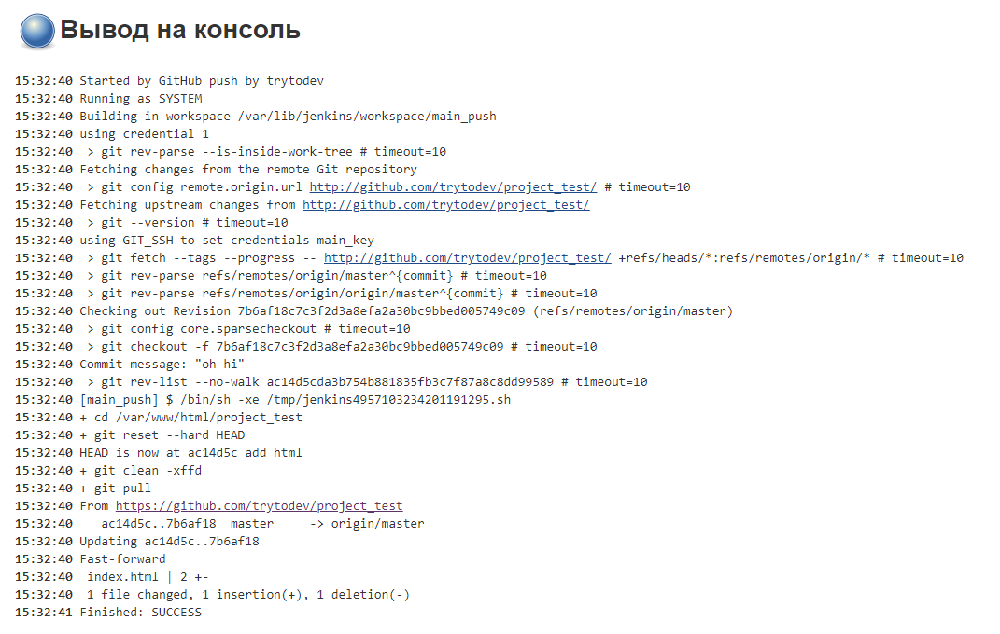 Вывод на консоль
15:32:40 Started by GitHub push by trytodev
15:32:40 Running as SYSTEM
15:32:40 Building in workspace /var/lib/jenkins/workspace/main_push
15:32:40 using credential 1
15:32:40  > git rev-parse --is-inside-work-tree # timeout=10
15:32:40 Fetching changes from the remote Git repository
15:32:40  > git config remote.origin.url http://github.com/trytodev/project_test/ # timeout=10
15:32:40 Fetching upstream changes from http://github.com/trytodev/project_test/
15:32:40  > git --version # timeout=10
15:32:40 using GIT_SSH to set credentials main_key
15:32:40  > git fetch --tags --progress -- http://github.com/trytodev/project_test/ +refs/heads/*:refs/remotes/origin/* # timeout=10
15:32:40  > git rev-parse refs/remotes/origin/master^{commit} # timeout=10
15:32:40  > git rev-parse refs/remotes/origin/origin/master^{commit} # timeout=10
15:32:40 Checking out Revision 7b6af18c7c3f2d3a8efa2a30bc9bbed005749c09 (refs/remotes/origin/master)
15:32:40  > git config core.sparsecheckout # timeout=10
15:32:40  > git checkout -f 7b6af18c7c3f2d3a8efa2a30bc9bbed005749c09 # timeout=10
15:32:40 Commit message: "oh hi"
15:32:40  > git rev-list --no-walk ac14d5cda3b754b881835fb3c7f87a8c8dd99589 # timeout=10
15:32:40 [main_push] $ /bin/sh -xe /tmp/jenkins4957103234201191295.sh
15:32:40 + cd /var/www/html/project_test
15:32:40 + git reset --hard HEAD
15:32:40 HEAD is now at ac14d5c add html
15:32:40 + git clean -xffd
15:32:40 + git pull
15:32:40 From https://github.com/trytodev/project_test
15:32:40    ac14d5c..7b6af18  master     -> origin/master
15:32:40 Updating ac14d5c..7b6af18
15:32:40 Fast-forward
15:32:40  index.html | 2 +-
15:32:40  1 file changed, 1 insertion(+), 1 deletion(-)
15:32:41 Finished: SUCCESS